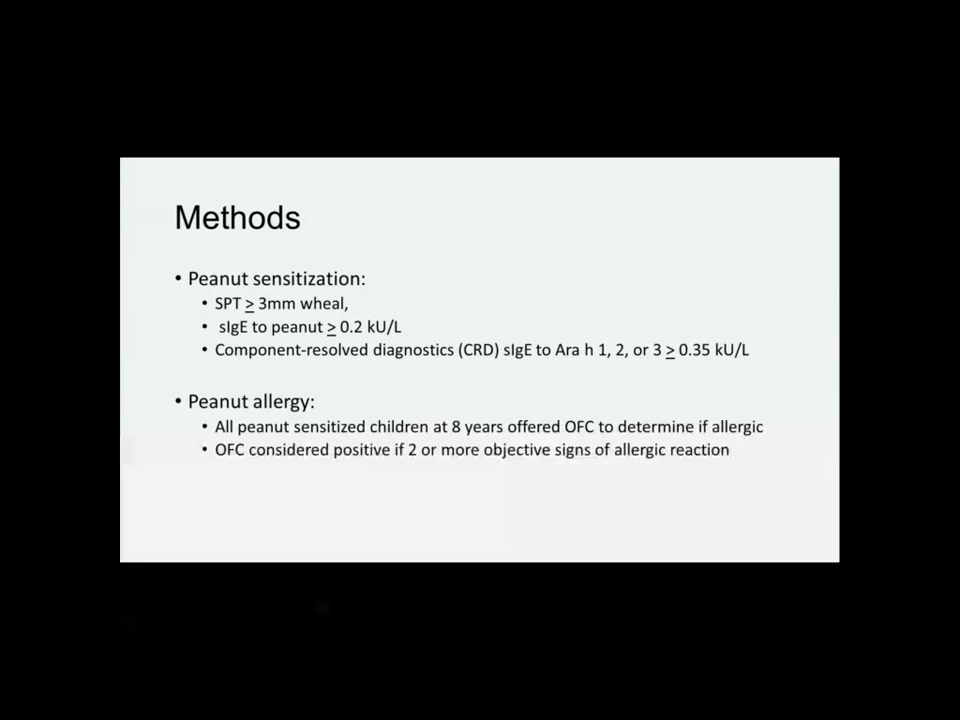 Methods
• Peanut sensitization:
• SPT ≥ 3mm wheal,
• sIgE to peanut ≥ 0.2 kU/L
• Component-resolved diagnostics (CRD) sIgE to Ara h 1, 2, or 3 ≥ 0.35 kU/L
• Peanut allergy:
• All peanut sensitized children at 8 years offered OFC to determine if allergic
• OFC considered positive if 2 or more objective signs of allergic reaction